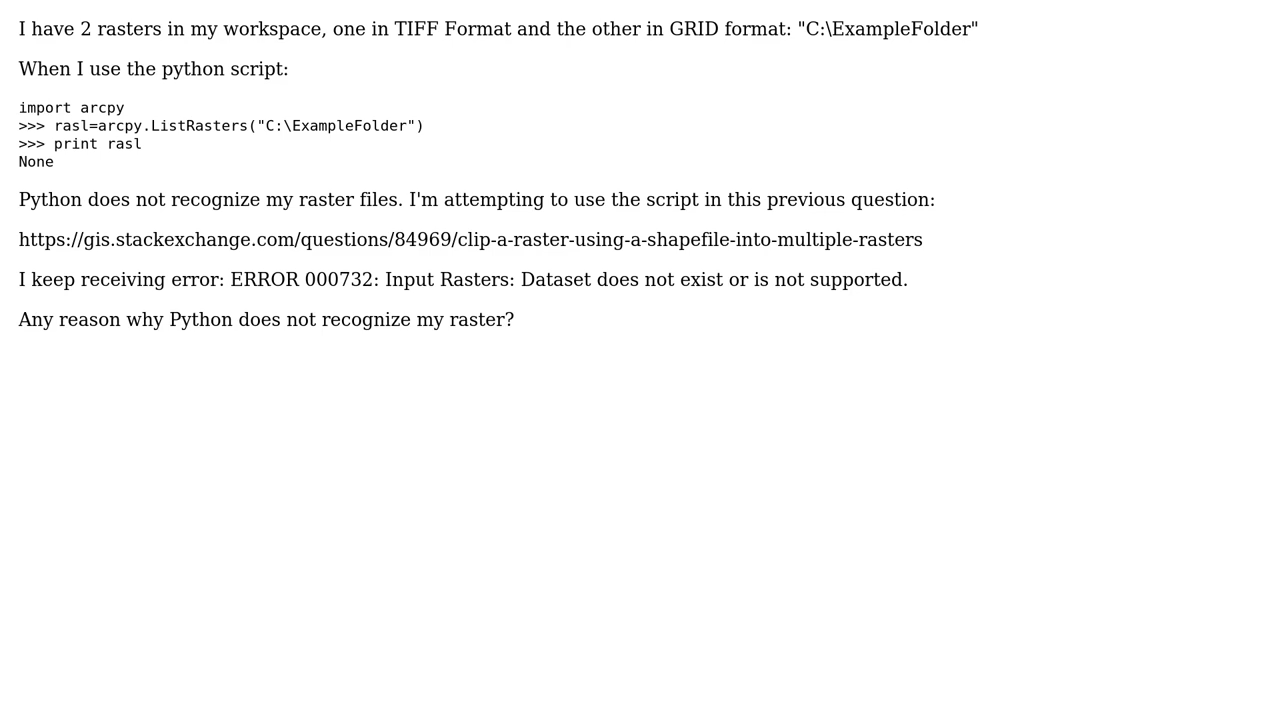 I have 2 rasters in my workspace, one in TIFF Format and the other in GRID format: "C:\ExampleFolder"
When I use the python script:
import arcpy
>>> rasl=arcpy.ListRasters("C:\ExampleFolder")
>>> print rasl
None
Python does not recognize my raster files. I'm attempting to use the script in this previous question:
https://gis.stackexchange.com/questions/84969/clip-a-raster-using-a-shapefile-into-multiple-rasters
I keep receiving error: ERROR 000732: Input Rasters: Dataset does not exist or is not supported.
Any reason why Python does not recognize my raster?